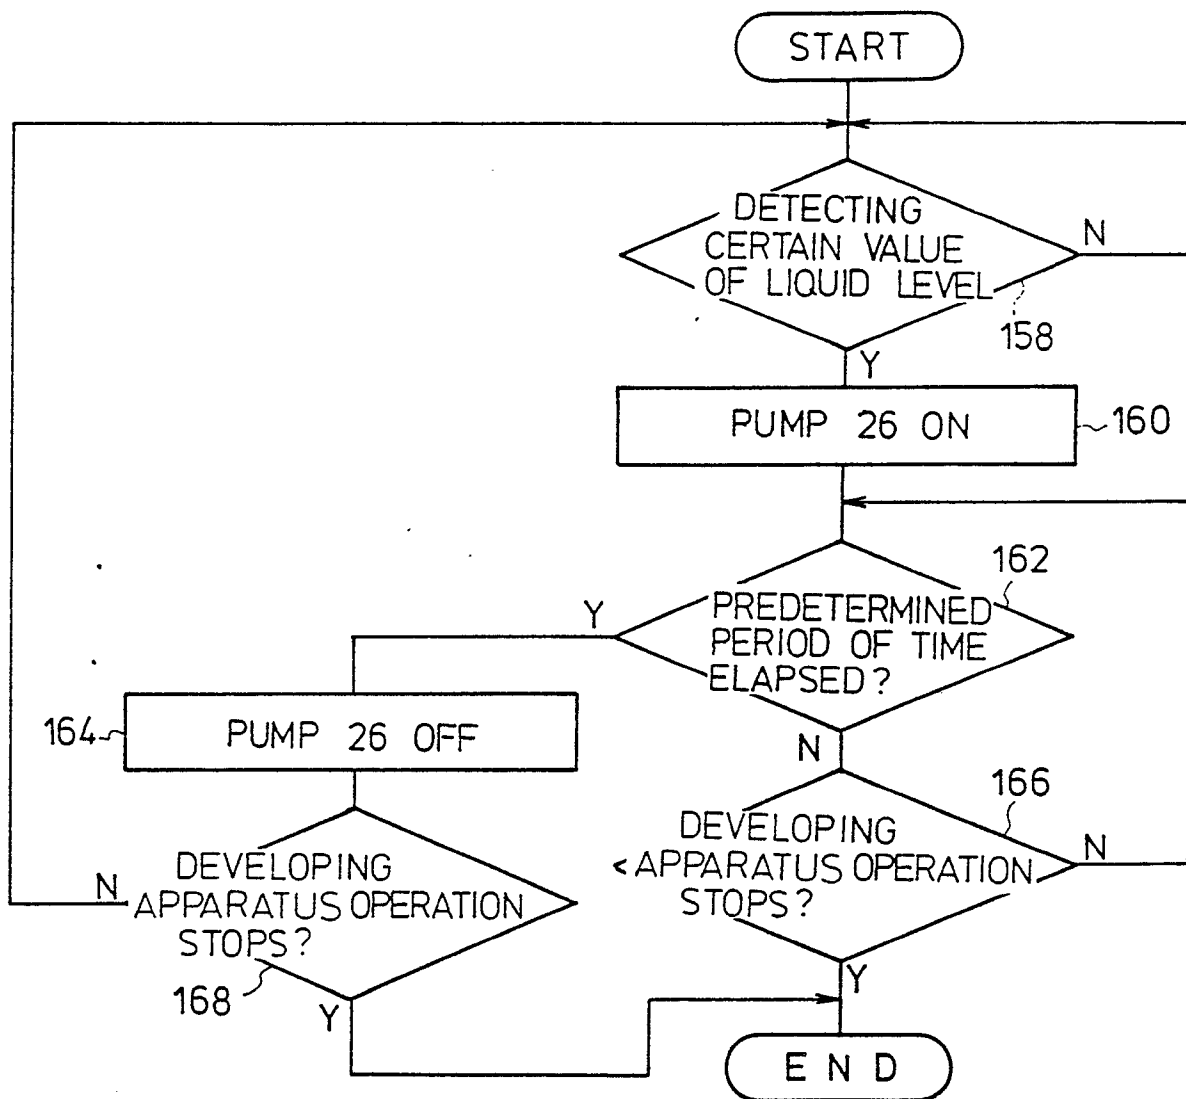 START
DETECTING
CERTAIN VALUE
OF LIQUID LEVEL
N
158
Y
PUMP 26 ON
160
162
Y
PREDETERMINED
PERIOD OF TIME
ELAPSED?
N
164
PUMP 26 OFF
166
DEVELOPING
APPARATUS OPERATION
STOPS?
N
Y
N
DEVELOPING
APPARATUS OPERATION
STOPS?
168
Y
END